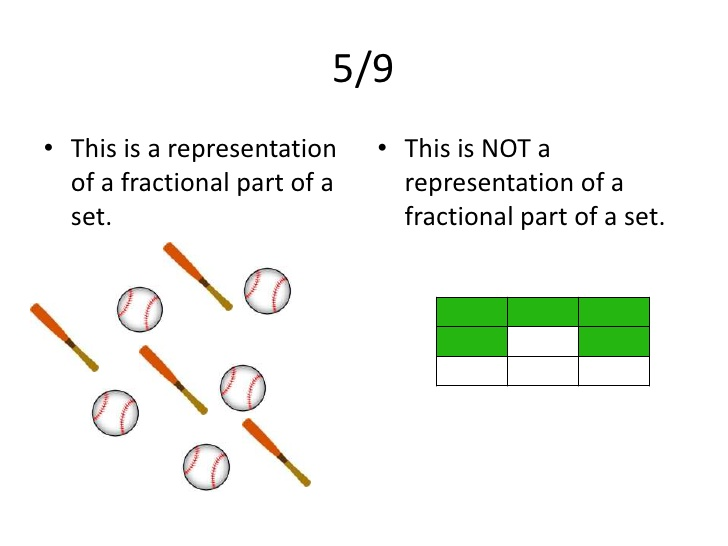 5/9
• This is a representation
of a fractional part of a
set.
• This is NOT a
representation of a
fractional part of a set.